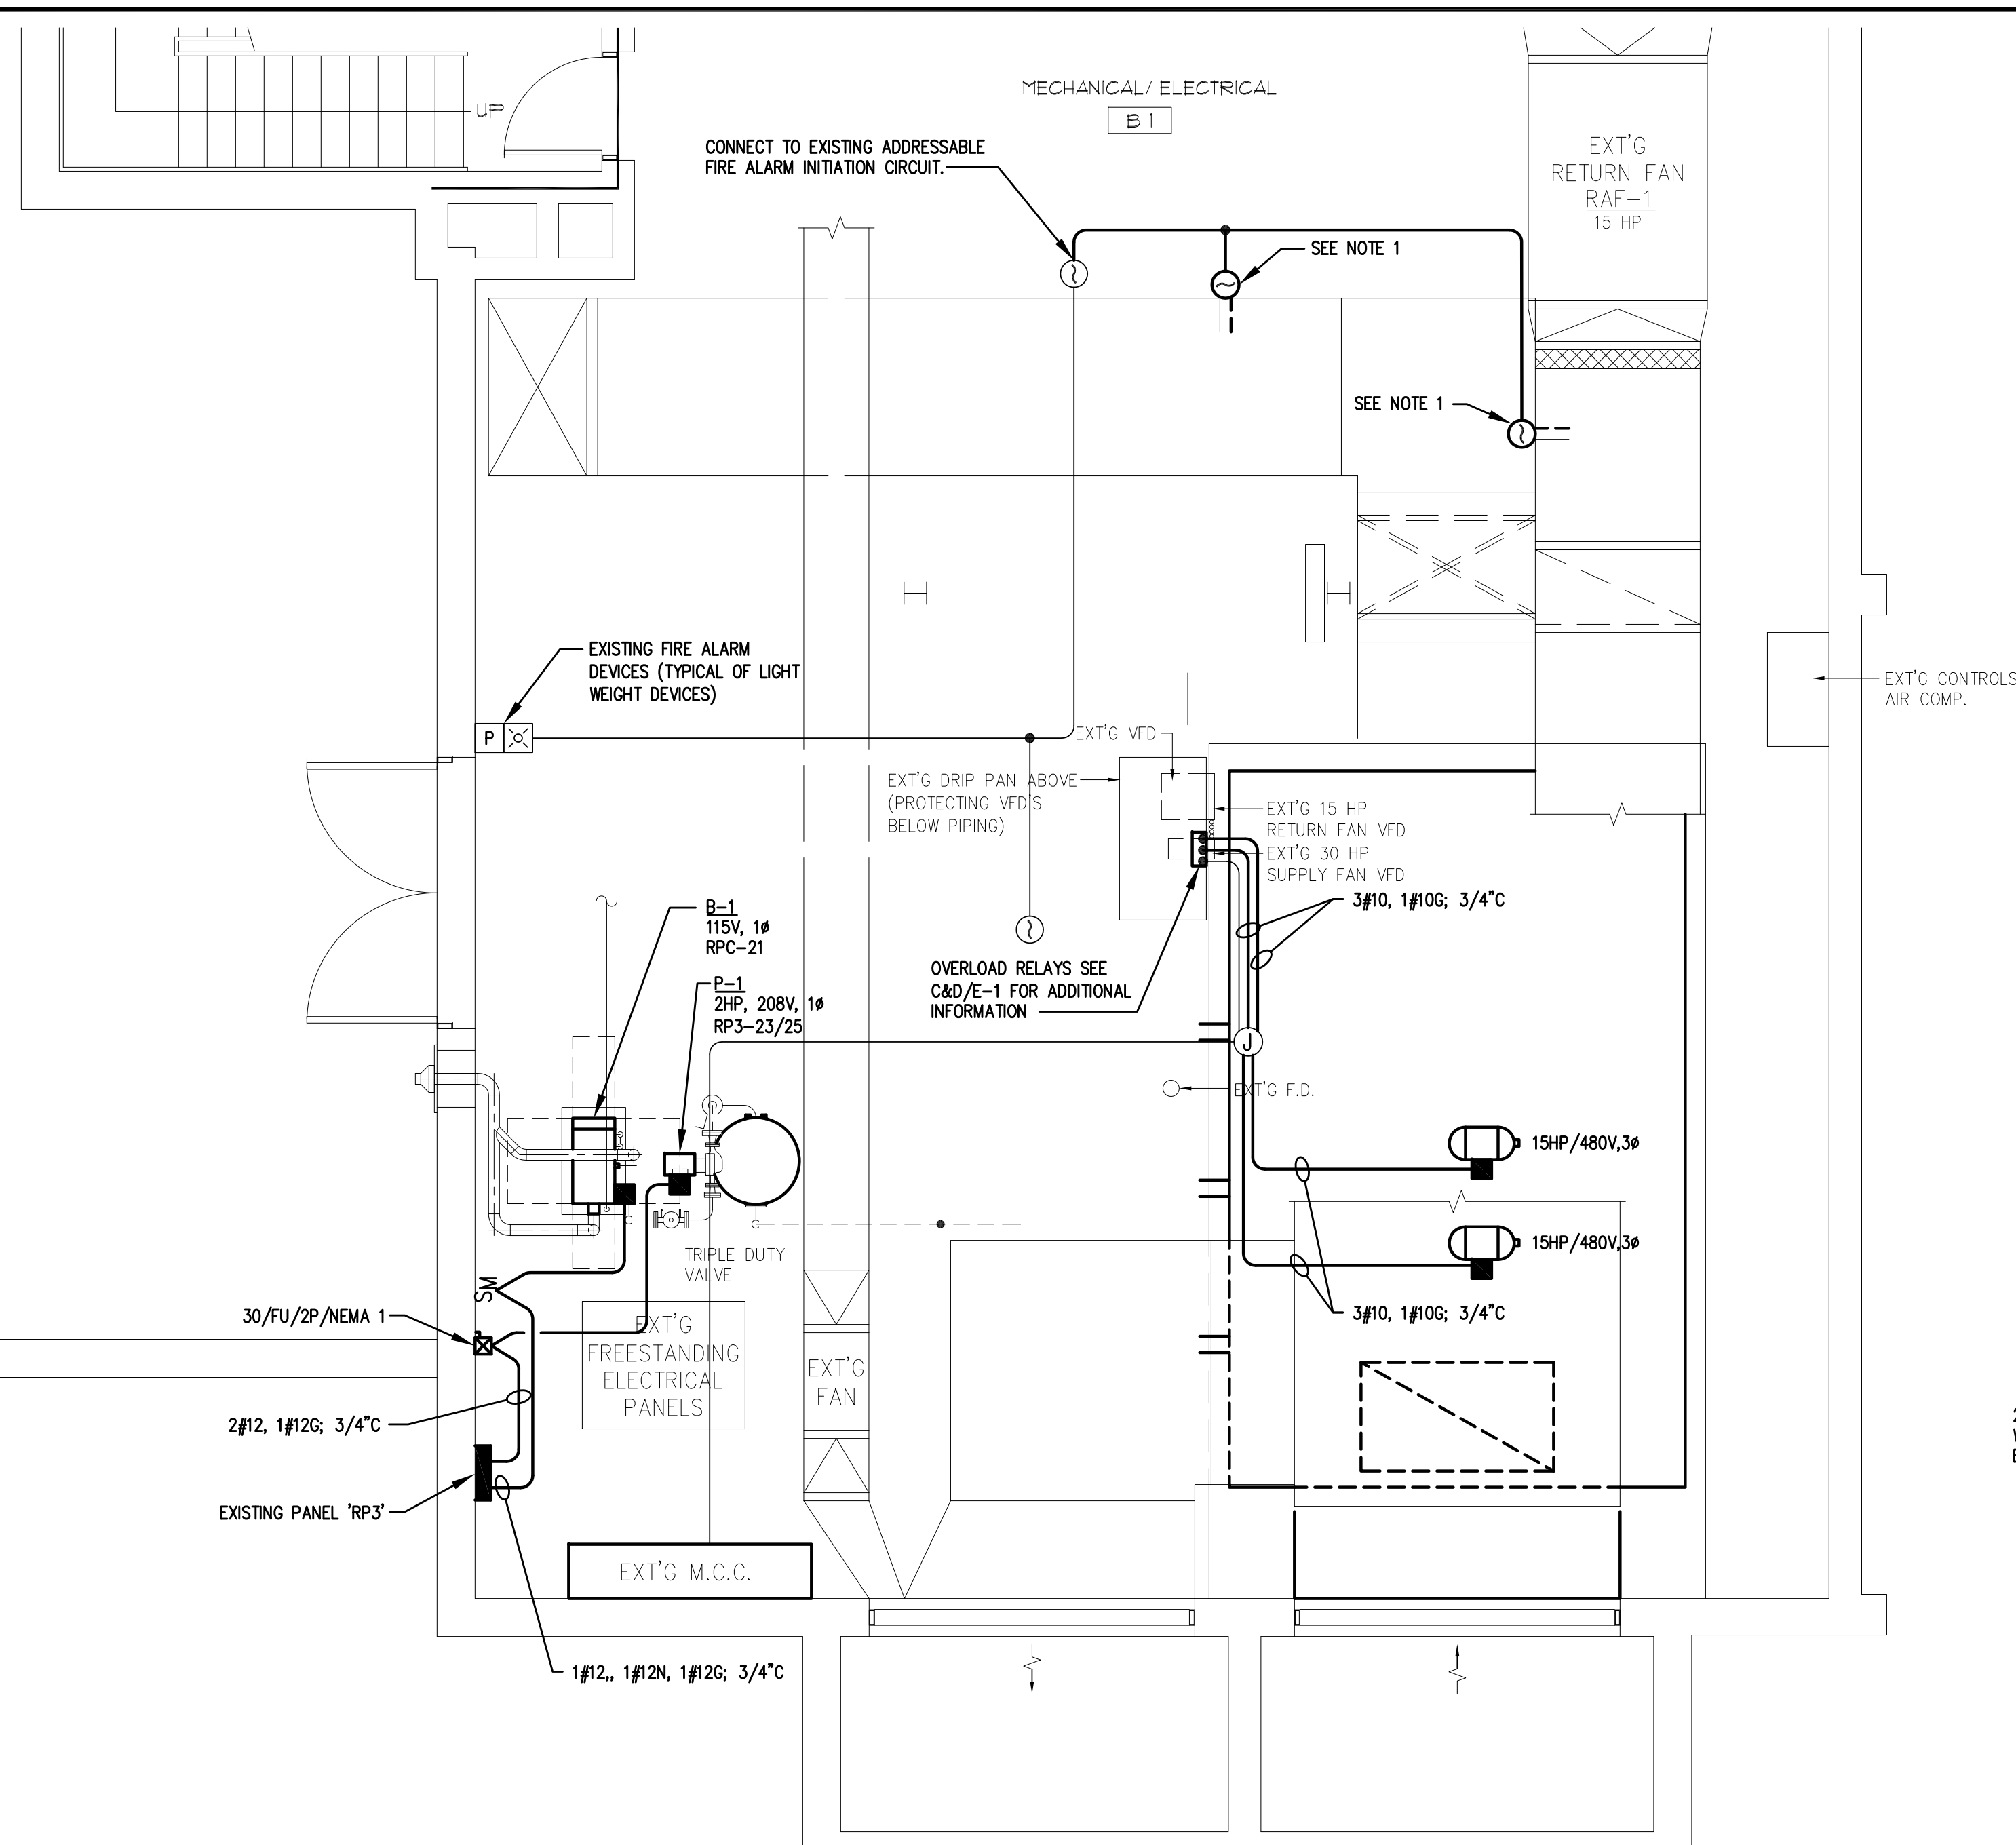 UP
MECHANICAL/ ELECTRICAL
B1
CONNECT TO EXISTING ADDRESSABLE
FIRE ALARM INITIATION CIRCUIT.
EXT'G
RETURN FAN
RAF-1
15 HP
SEE NOTE 1
SEE NOTE 1
EXISTING FIRE ALARM
DEVICES (TYPICAL OF LIGHT
WEIGHT DEVICES)
P
EXT'G CONTROLS
AIR COMP.
EXT'G VFD
EXT'G DRIP PAN ABOVE
(PROTECTING VFD'S
BELOW PIPING)
EXT'G 15 HP
RETURN FAN VFD
EXT'G 30 HP
SUPPLY FAN VFD
3#10, 1#10G; 3/4"C
B-1
115V, 1ø
RPC-21
P-1
2HP, 208V, 1ø
RP3-23/25
OVERLOAD RELAYS SEE
C&D/E-1 FOR ADDITIONAL
INFORMATION
J
EXT'G F.D.
15HP/480V,3ø
15HP/480V,3ø
3#10, 1#10G; 3/4"C
TRIPLE DUTY
VALVE
SM
30/FU/2P/NEMA 1
EXT'G
FREESTANDING
ELECTRICAL
PANELS
EXT'G
FAN
2#12, 1#12G; 3/4"C
EXISTING PANEL 'RP3'
EXT'G M.C.C.
1#12,, 1#12N, 1#12G; 3/4"C